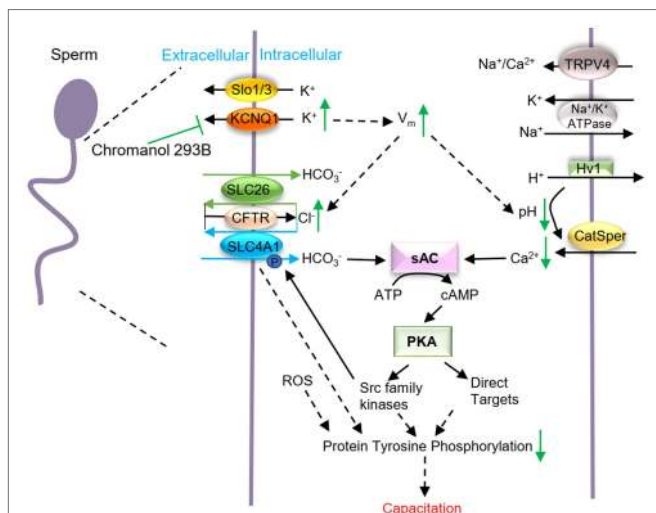 Sperm
Extracellular Intracellular
Slo1/3 K⁺
KCNQ1 K⁺
Chromanol 293B
Vₘ
Na⁺/Ca²⁺ TRPV4
K⁺
Na⁺/K⁺
ATPase
Na⁺
Hv1
H⁺
pH
CatSper
Ca²⁺
HCO₃⁻
SLC26
CFTR Cl⁻
SLC4A1
P HCO₃⁻
sAC
ATP cAMP
PKA
ROS
Src family
kinases
Direct
Targets
Protein Tyrosine Phosphorylation
Capacitation